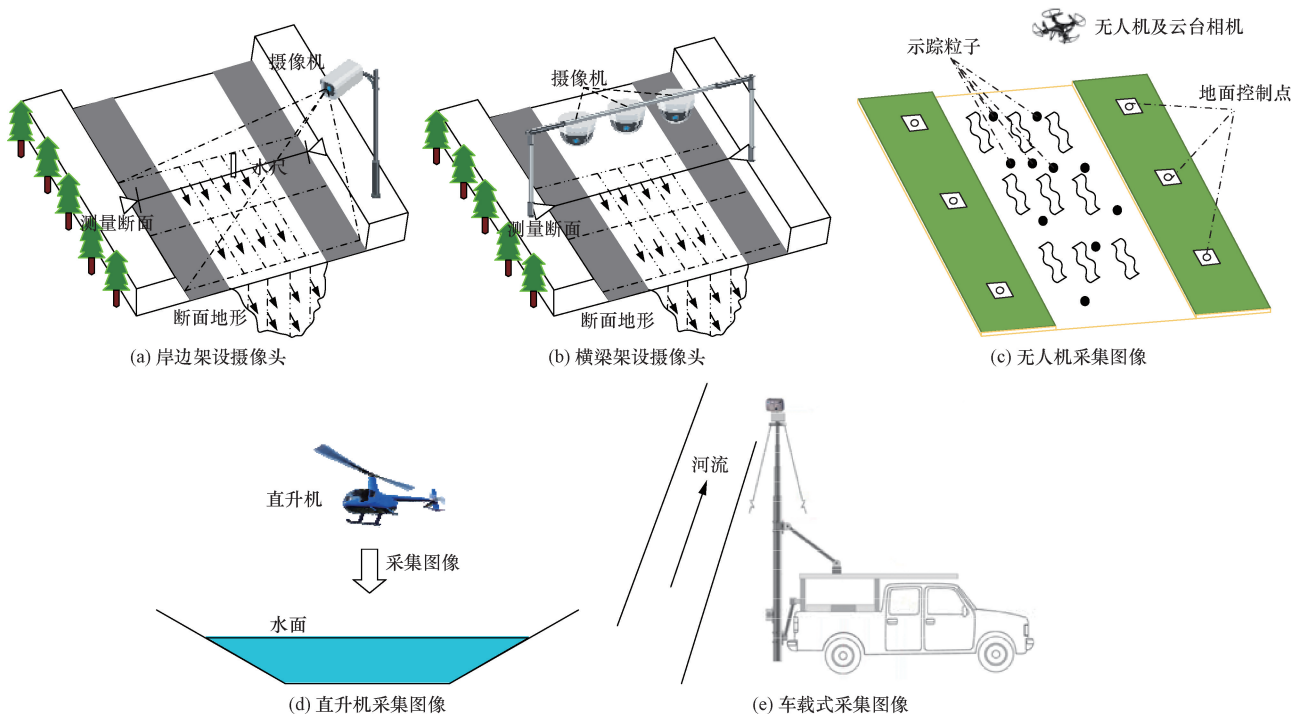 摄像机
水尺
测量断面
断面地形
(a) 岸边架设摄像头
摄像机
测量断面
断面地形
(b) 横梁架设摄像头
无人机及云台相机
示踪粒子
地面控制点
(c) 无人机采集图像
直升机
采集图像
水面
(d) 直升机采集图像
河流
(e) 车载式采集图像